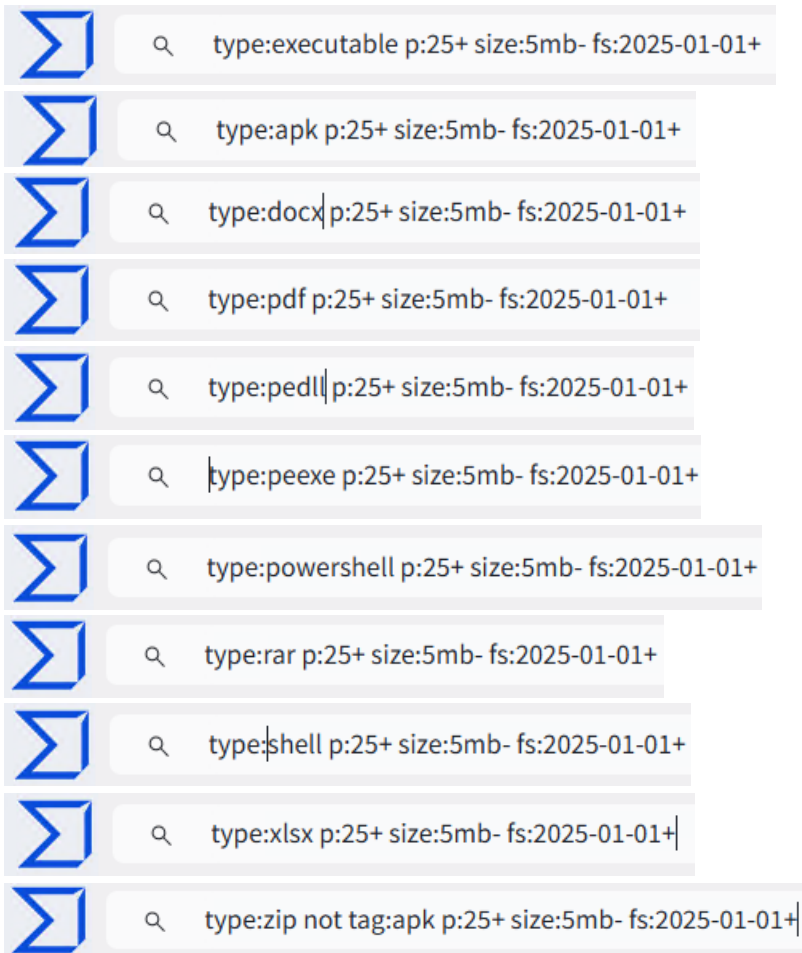 type:executable p:25+ size:5mb- fs:2025-01-01+
type:apk p:25+ size:5mb- fs:2025-01-01+
type:docx p:25+ size:5mb- fs:2025-01-01+
type:pdf p:25+ size:5mb- fs:2025-01-01+
type:pedll p:25+ size:5mb- fs:2025-01-01+
type:peexe p:25+ size:5mb- fs:2025-01-01+
type:powershell p:25+ size:5mb- fs:2025-01-01+
type:rar p:25+ size:5mb- fs:2025-01-01+
type:shell p:25+ size:5mb- fs:2025-01-01+
type:xlsx p:25+ size:5mb- fs:2025-01-01+
type:zip not tag:apk p:25+ size:5mb- fs:2025-01-01+